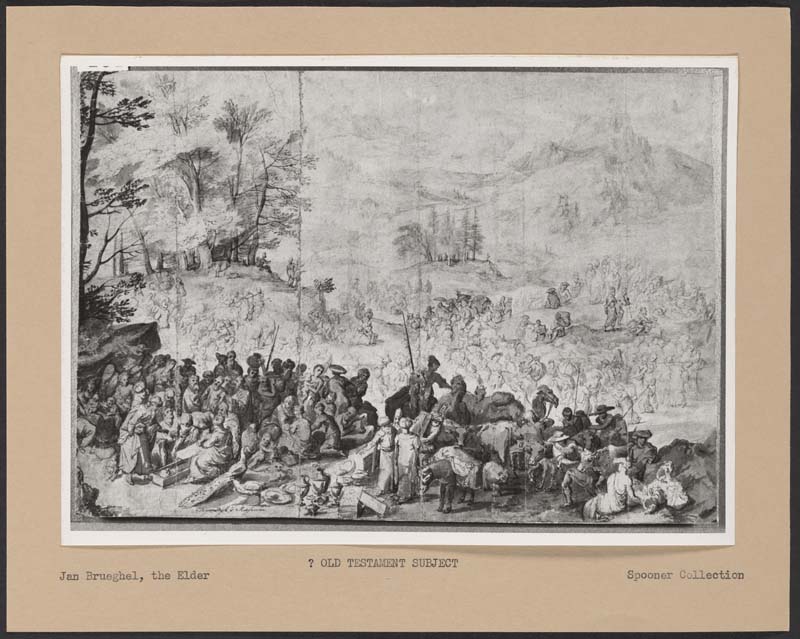 ? OLD TESTAMENT SUBJECT
Jan Brueghel, the Elder
Spooner Collection